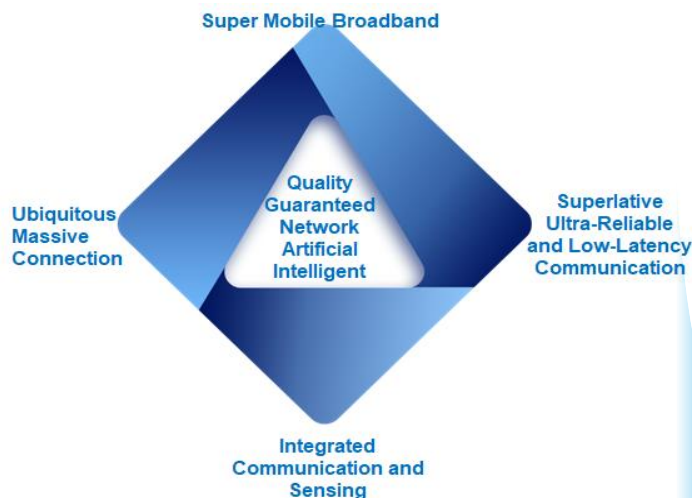 Super Mobile Broadband
Quality
Guaranteed
Network
Artificial
Intelligent
Ubiquitous
Massive
Connection
Superlative
Ultra-Reliable
and Low-Latency
Communication
Integrated
Communication and
Sensing